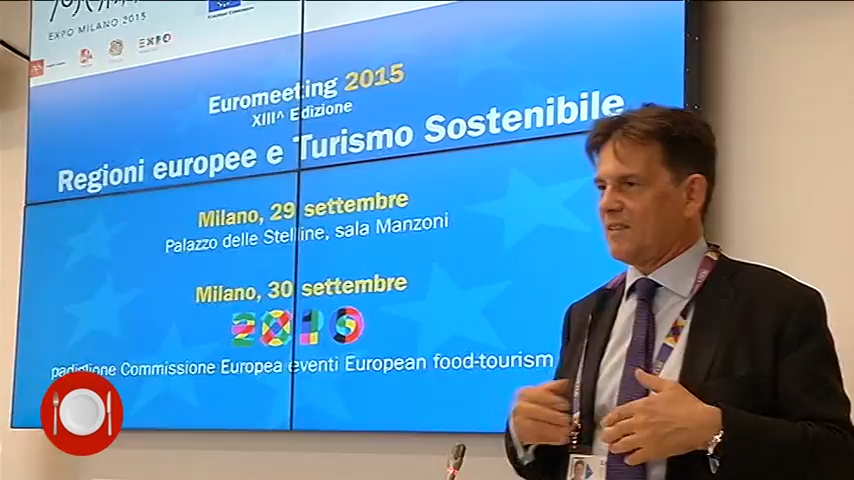 EXPO MILANO 2015
EXPO
Euromeeting 2015
XIII^ Edizione
Regioni europee e Turismo Sostenibile
Milano, 29 settembre
Palazzo delle Stelline, sala Manzoni
Milano, 30 settembre
2015
padiglione Commissione Europea eventi European food-tourism